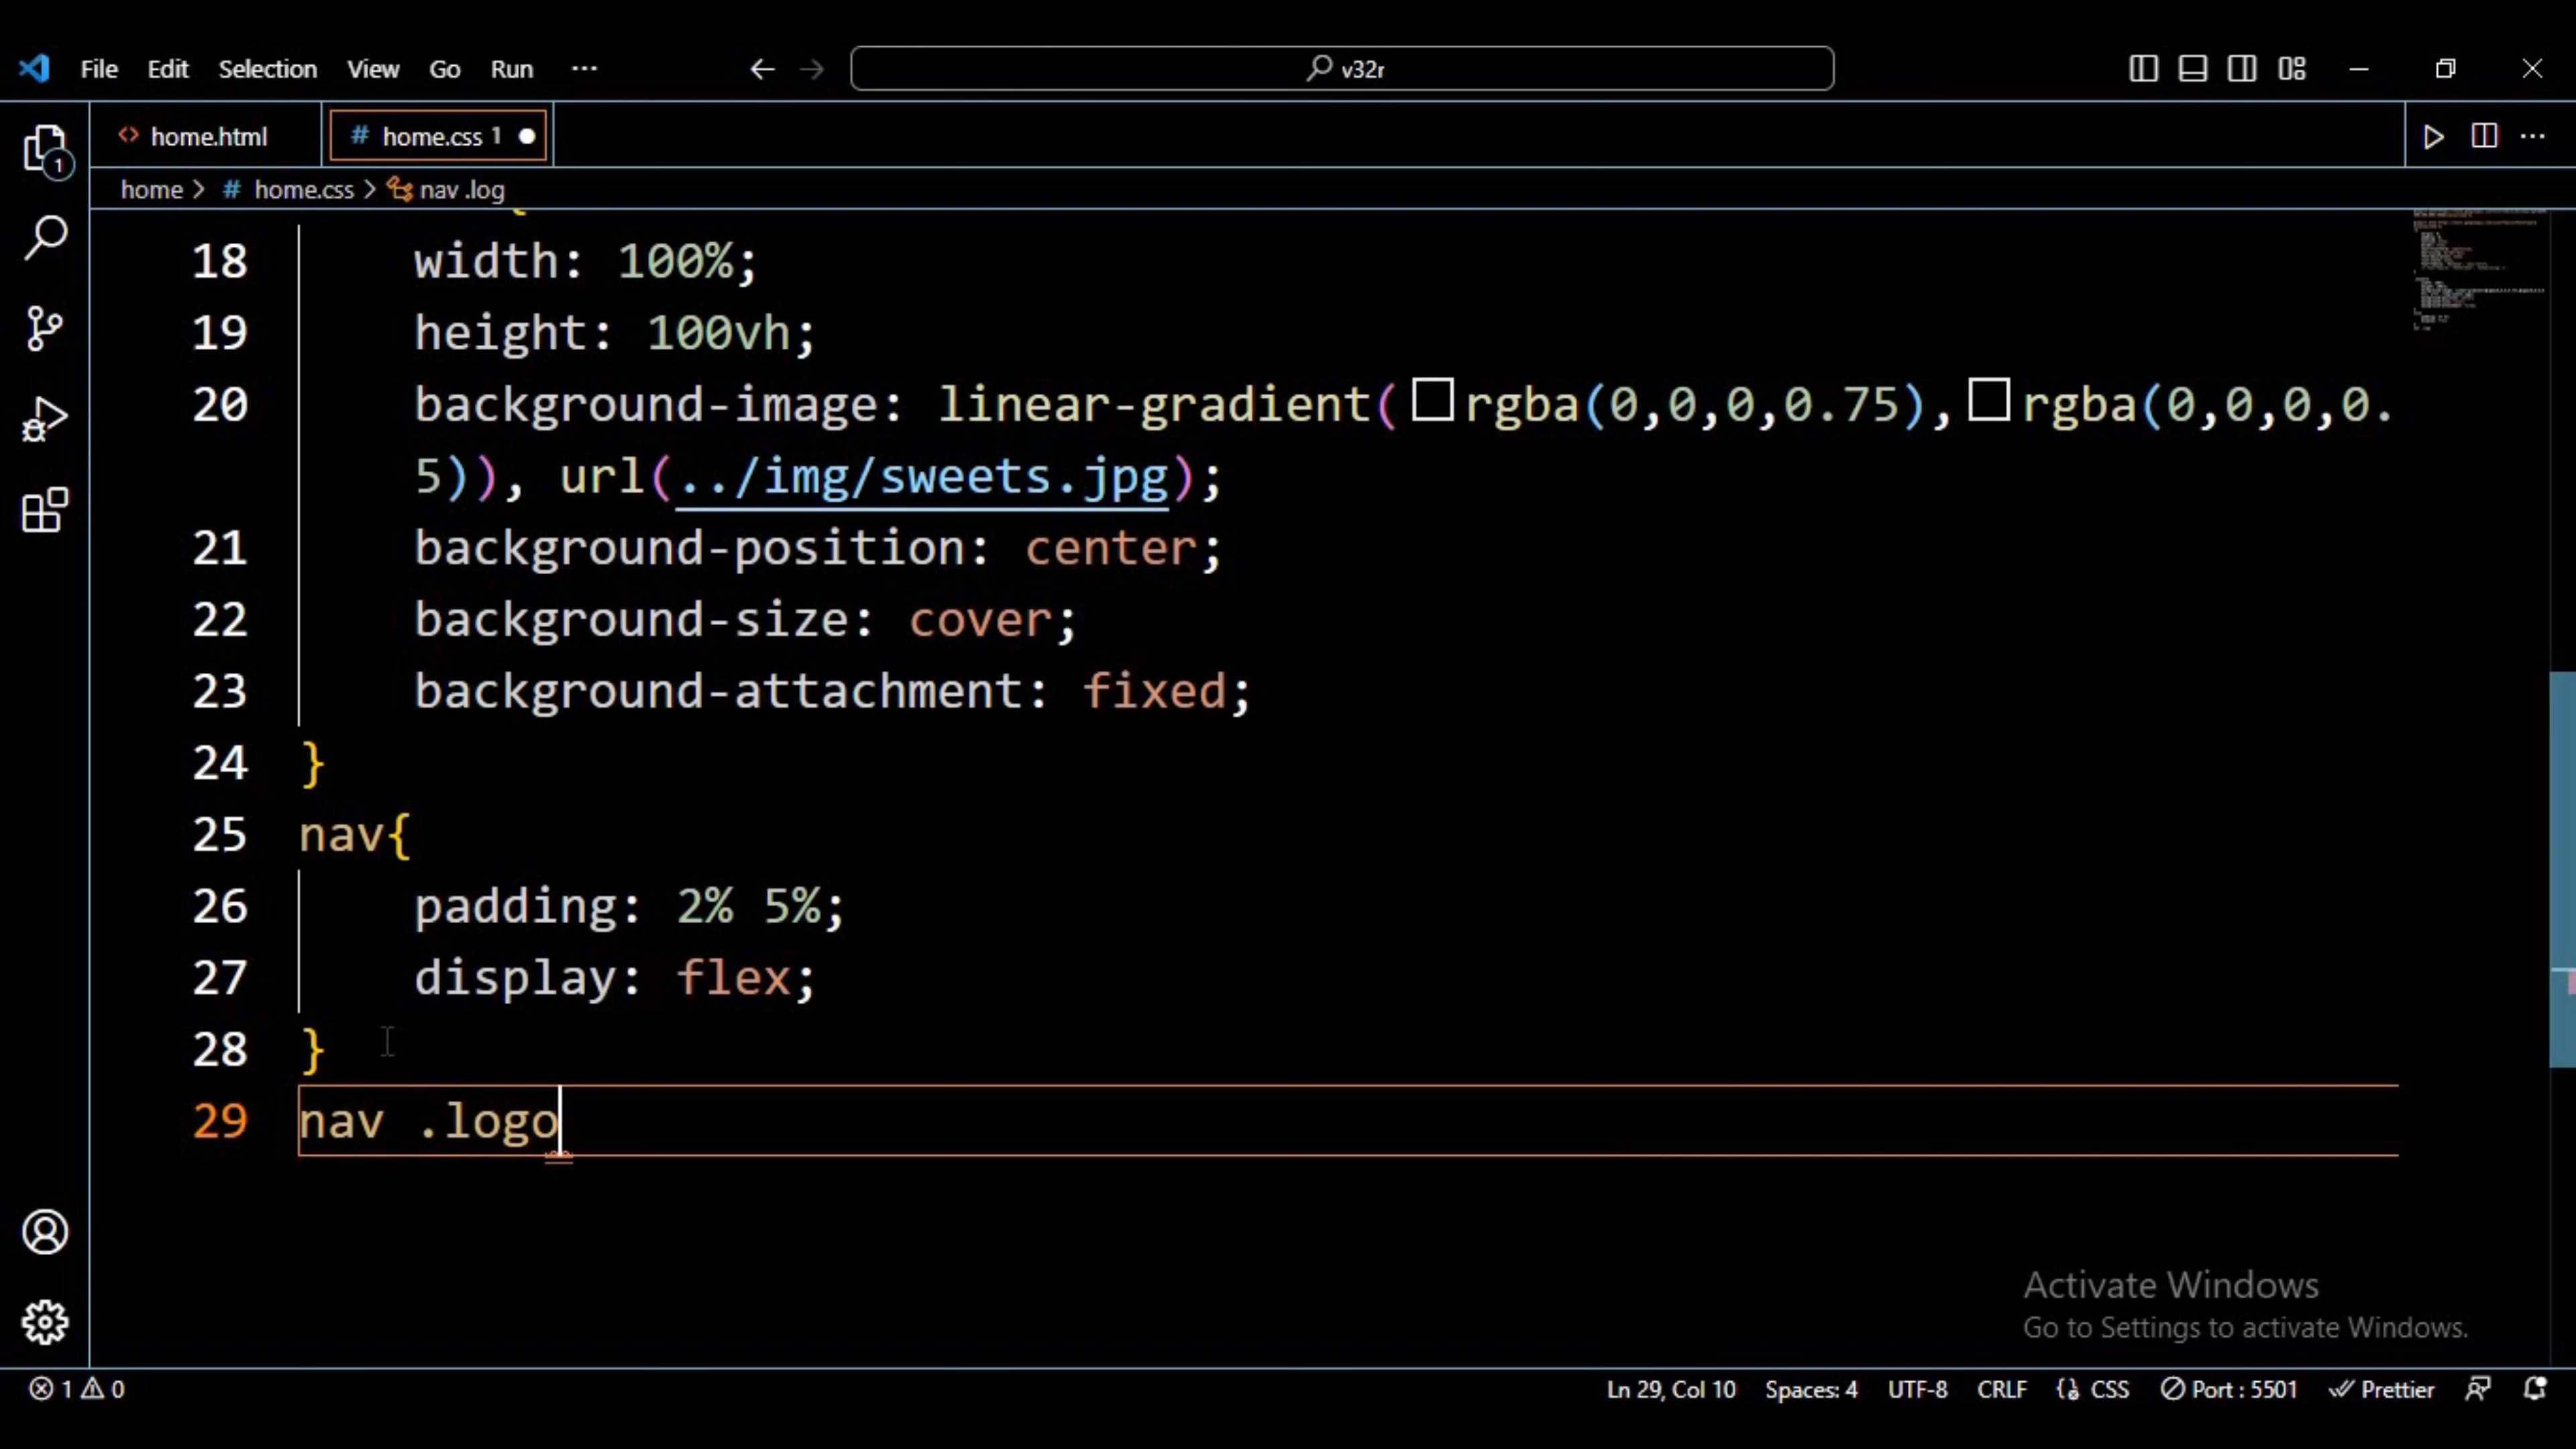 File Edit Selection View Go Run ··· v32r
home.html # home.css 1
home > # home.css > nav .log
18 width: 100%;
19 height: 100vh;
20 background-image: linear-gradient(rgba(0,0,0,0.75),rgba(0,0,0,0.
5)), url(../img/sweets.jpg);
21 background-position: center;
22 background-size: cover;
23 background-attachment: fixed;
24 }
25 nav{
26 padding: 2% 5%;
27 display: flex;
28 }
29 nav .logo
1
Activate Windows
Go to Settings to activate Windows.
1 0 Ln 29, Col 10 Spaces: 4 UTF-8 CRLF CSS Port : 5501 Prettier